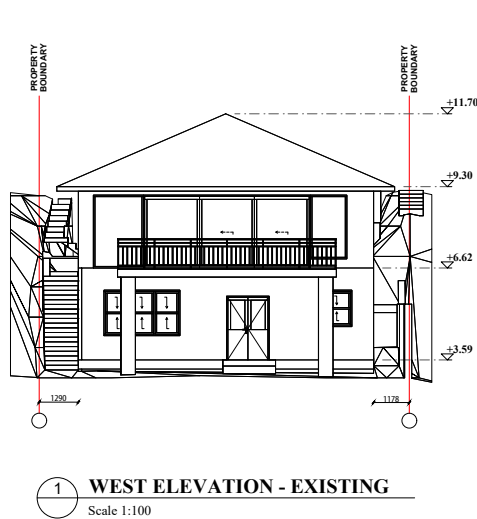 PROPERTY
BOUNDARY
PROPERTY
BOUNDARY
+11.70
+9.30
+6.62
+3.59
1290
1178
1
WEST ELEVATION - EXISTING
Scale 1:100